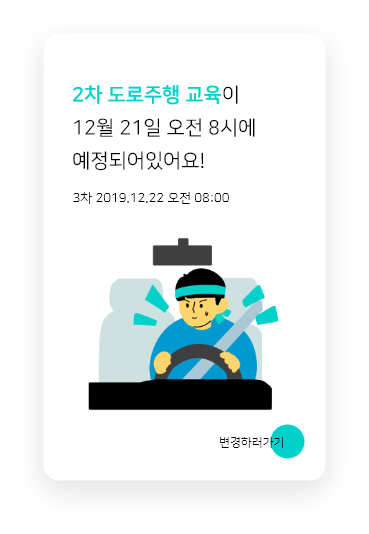 2차 도로주행 교육이
12월 21일 오전 8시에
예정되어있어요!
3차 2019.12.22 오전 08:00
변경하러가기